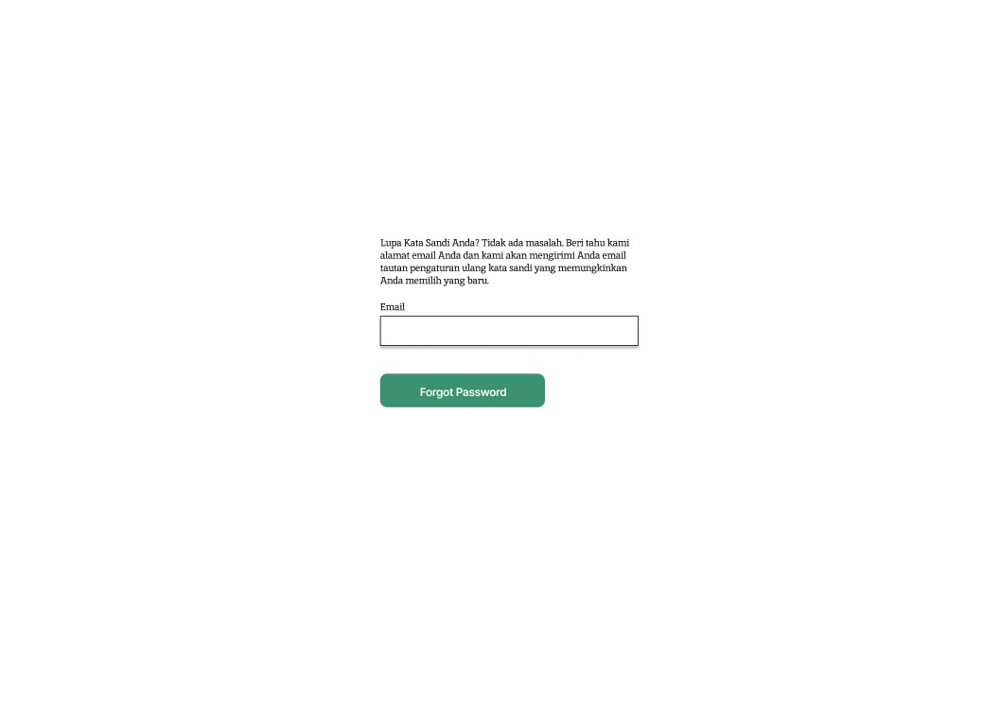 Lupa Kata Sandi Anda? Tidak ada masalah. Beri tahu kami
alamat email Anda dan kami akan mengirimi Anda email
tautan pengaturan ulang kata sandi yang memungkinkan
Anda memilih yang baru.
Email
Forgot Password